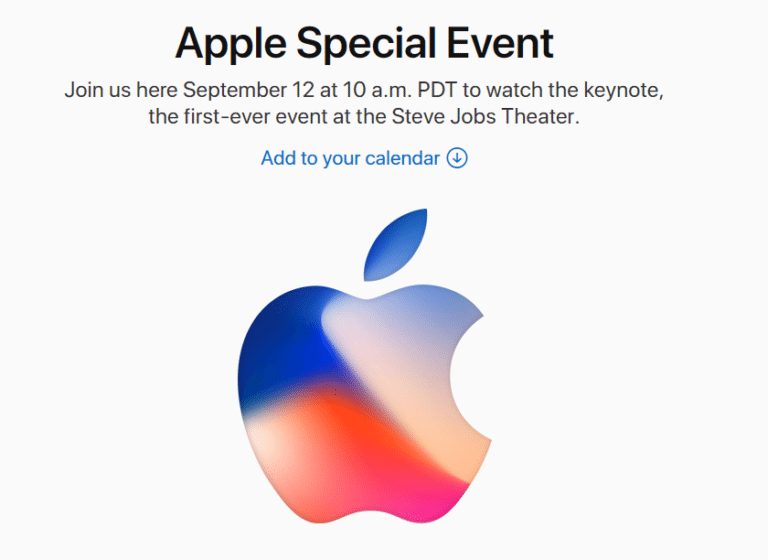 Apple Special Event
Join us here September 12 at 10 a.m. PDT to watch the keynote,
the first-ever event at the Steve Jobs Theater.
Add to your calendar